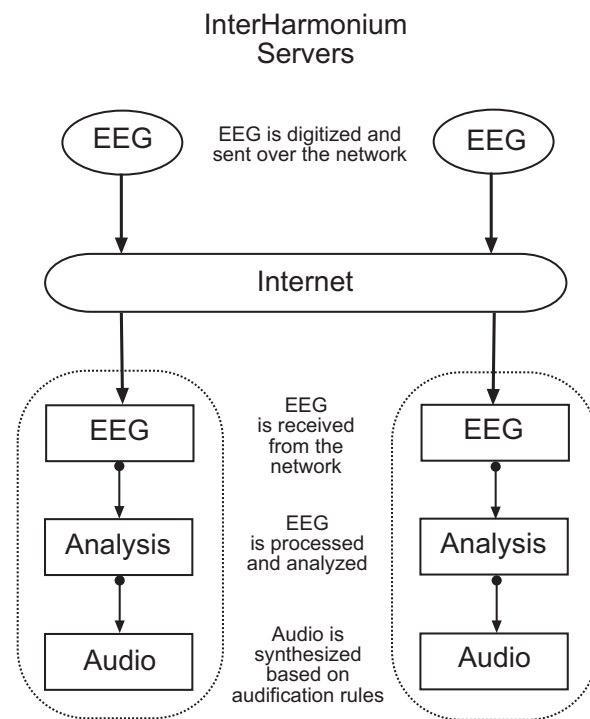 InterHarmonium
Servers
EEG
EEG is digitized and
sent over the network
EEG
Internet
EEG
EEG
is received
from the
network
EEG
Analysis
EEG
is processed
and analyzed
Analysis
Audio
Audio is
synthesized
based on
audification rules
Audio